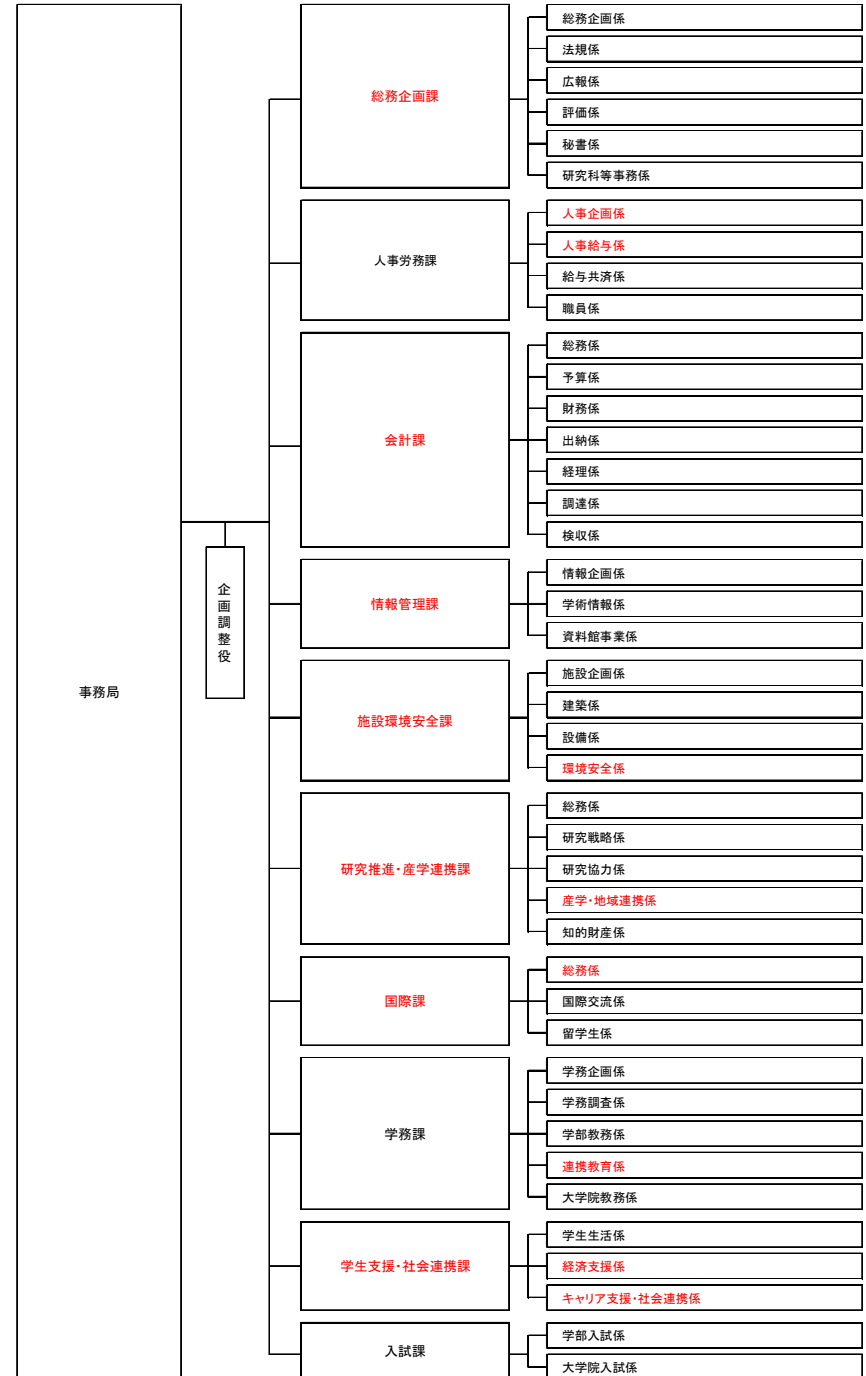 事務局
企画調整役
総務企画課
総務企画係
法規係
広報係
評価係
秘書係
研究科等事務係
人事労務課
人事企画係
人事給与係
給与共済係
職員係
会計課
総務係
予算係
財務係
出納係
経理係
調達係
検収係
情報管理課
情報企画係
学術情報係
資料館事業係
施設環境安全課
施設企画係
建築係
設備係
環境安全係
研究推進・産学連携課
総務係
研究戦略係
研究協力係
産学・地域連携係
知的財産係
国際課
総務係
国際交流係
留学生係
学務課
学務企画係
学務調査係
学部教務係
連携教育係
大学院教務係
学生支援・社会連携課
学生生活係
経済支援係
キャリア支援・社会連携係
入試課
学部入試係
大学院入試係